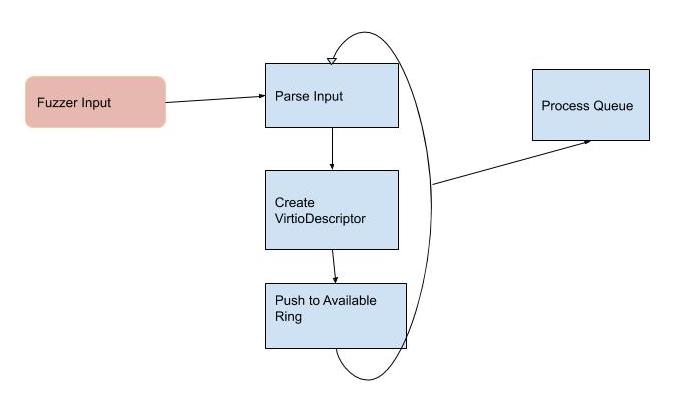 Fuzzer Input
Parse Input
Process Queue
Create
VirtioDescriptor
Push to Available
Ring